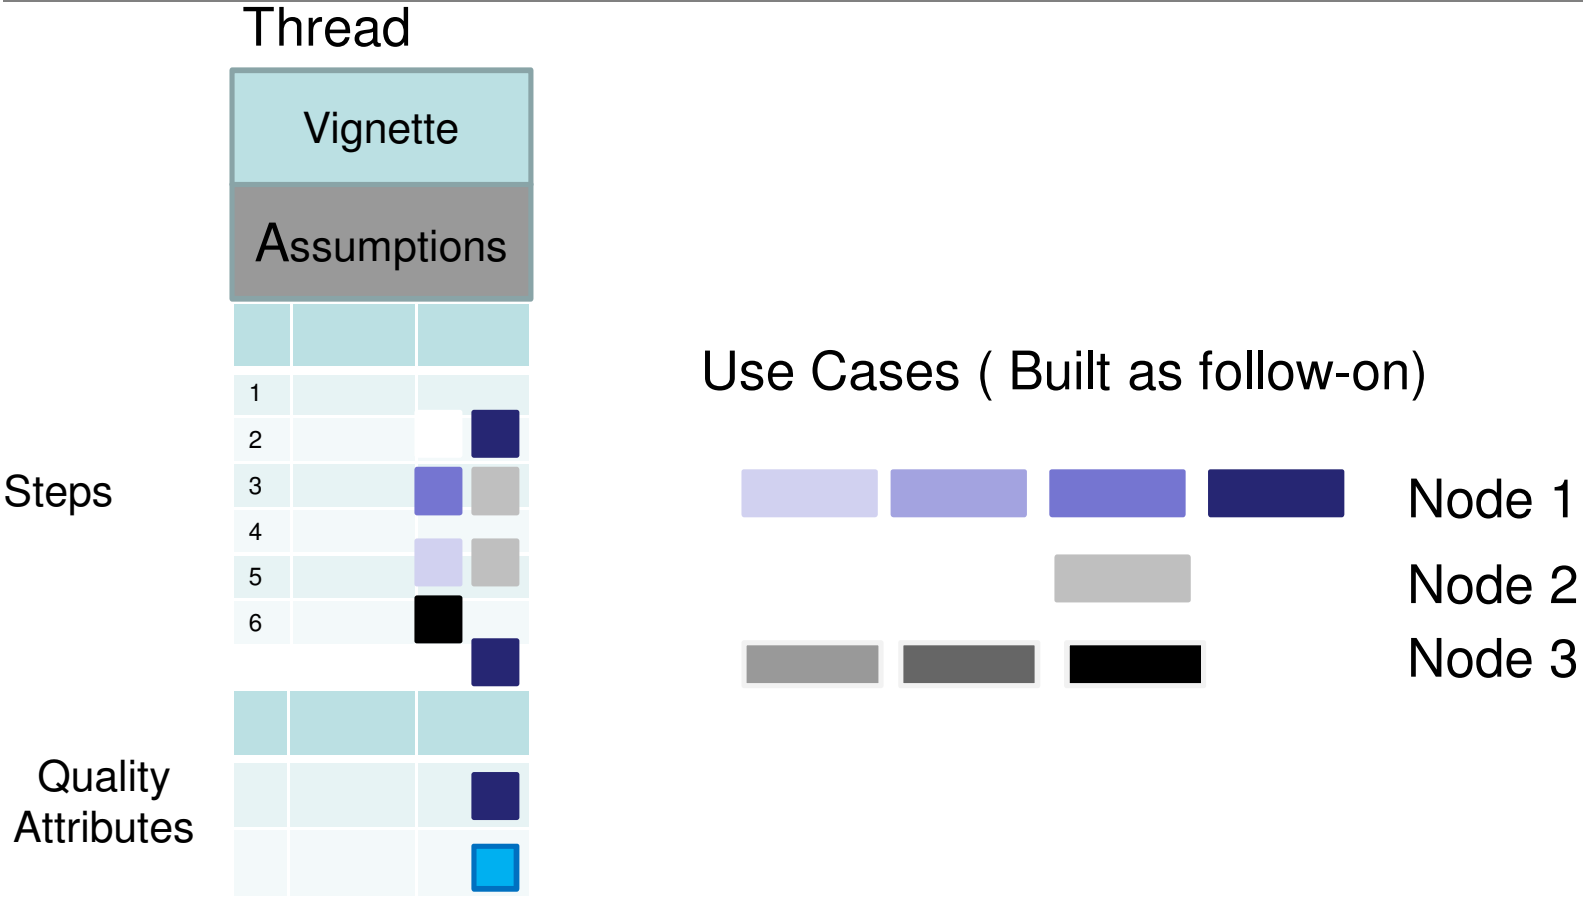 Thread
Vignette
Assumptions
Use Cases ( Built as follow-on)
1
2
3
4
5
6
Steps
Node 1
Node 2
Node 3
Quality
Attributes